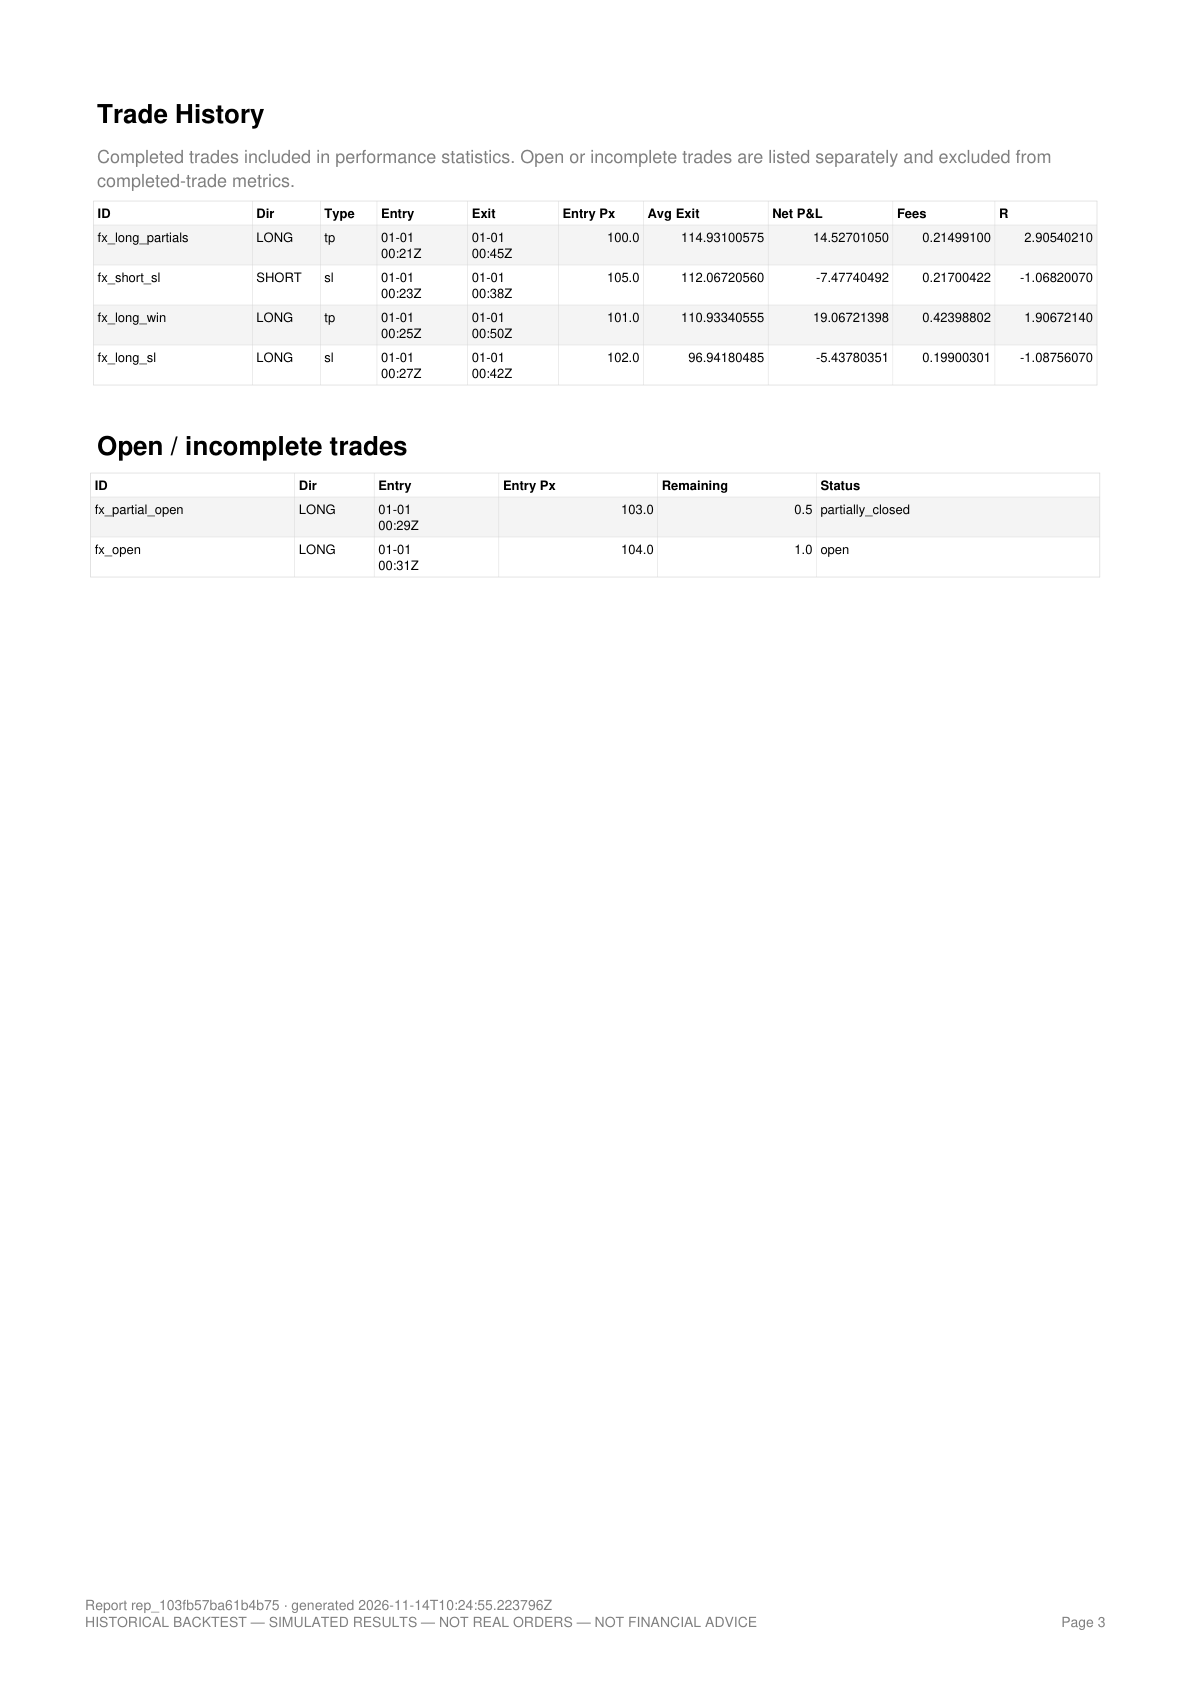 Trade History
Completed trades included in performance statistics. Open or incomplete trades are listed separately and excluded from
completed-trade metrics.
ID Dir Type Entry Exit Entry Px Avg Exit Net P&L Fees R
fx_long_partials LONG tp 01-01 00:21Z 01-01 00:45Z 100.0 114.93100575 14.52701050 0.21499100 2.90540210
fx_short_sl SHORT sl 01-01 00:23Z 01-01 00:38Z 105.0 112.06720560 -7.47740492 0.21700422 -1.06820070
fx_long_win LONG tp 01-01 00:25Z 01-01 00:50Z 101.0 110.93340555 19.06721398 0.42398802 1.90672140
fx_long_sl LONG sl 01-01 00:27Z 01-01 00:42Z 102.0 96.94180485 -5.43780351 0.19900301 -1.08756070
Open / incomplete trades
ID Dir Entry Entry Px Remaining Status
fx_partial_open LONG 01-01 00:29Z 103.0 0.5 partially_closed
fx_open LONG 01-01 00:31Z 104.0 1.0 open
Report rep_103fb57ba61b4b75 · generated 2026-11-14T10:24:55.223796Z
HISTORICAL BACKTEST — SIMULATED RESULTS — NOT REAL ORDERS — NOT FINANCIAL ADVICE Page 3